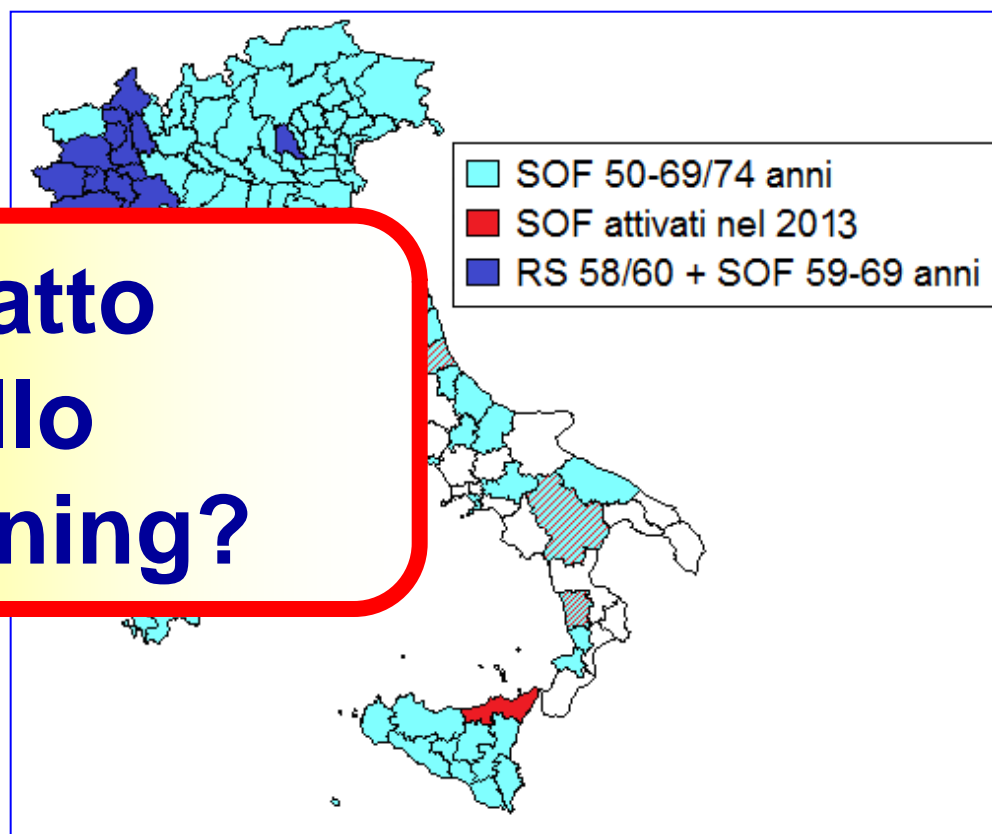 SOF 50-69/74 anni
SOF attivati nel 2013
RS 58/60 + SOF 59-69 anni
atto
llo
ning?